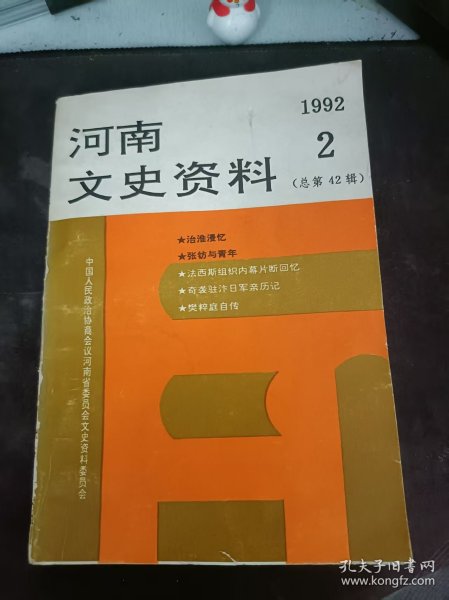 1992
河南
2
文史资料
(总第42辑)
★治淮漫忆
★张钫与青年
★法西斯组织内幕片断回忆
★奇袭驻汴日军亲历记
★樊粹庭自传
中国人民政治协商会议河南省委员会文史资料委员会
孔夫子旧书网
www.kongfz.com